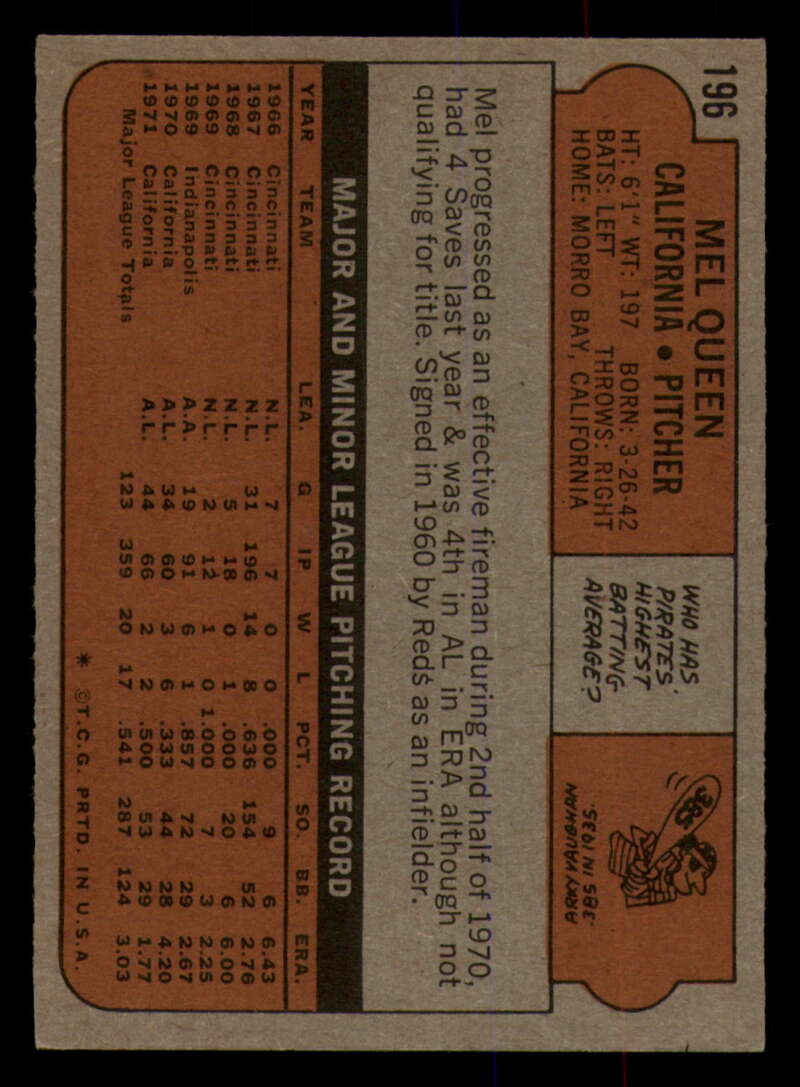 196
MEL QUEEN
CALIFORNIA • PITCHER
HT: 6'1" WT: 197 BORN: 3-26-42
BATS: LEFT THROWS: RIGHT
HOME: MORRO BAY, CALIFORNIA
WHO HAS
PIRATES'
HIGHEST
BATTING
AVERAGE?
385
ARKY VAUGHAN
.385 IN 1935.
Mel progressed as an effective fireman during 2nd half of 1970,
had 4 Saves last year & was 4th in AL in ERA although not
qualifying for title. Signed in 1960 by Reds as an infielder.
MAJOR AND MINOR LEAGUE PITCHING RECORD
YEAR TEAM LEA. G IP W L PCT. SO. BB. ERA.
1966 Cincinnati N.L. 7 7 0 0 .000 9 6 6.43
1967 Cincinnati N.L. 31 196 14 8 .636 154 52 2.76
1968 Cincinnati N.L. 5 18 0 1 .000 20 6 6.00
1969 Cincinnati N.L. 2 12 1 0 1.000 7 3 2.25
1969 Indianapolis A.A. 19 91 6 1 .857 72 29 2.67
1970 California A.L. 34 60 3 6 .333 44 28 4.20
1971 California A.L. 44 66 2 2 .500 53 29 1.77
Major League Totals 123 359 20 17 .541 287 124 3.03
* ©T.C.G. PRTD. IN U.S.A.